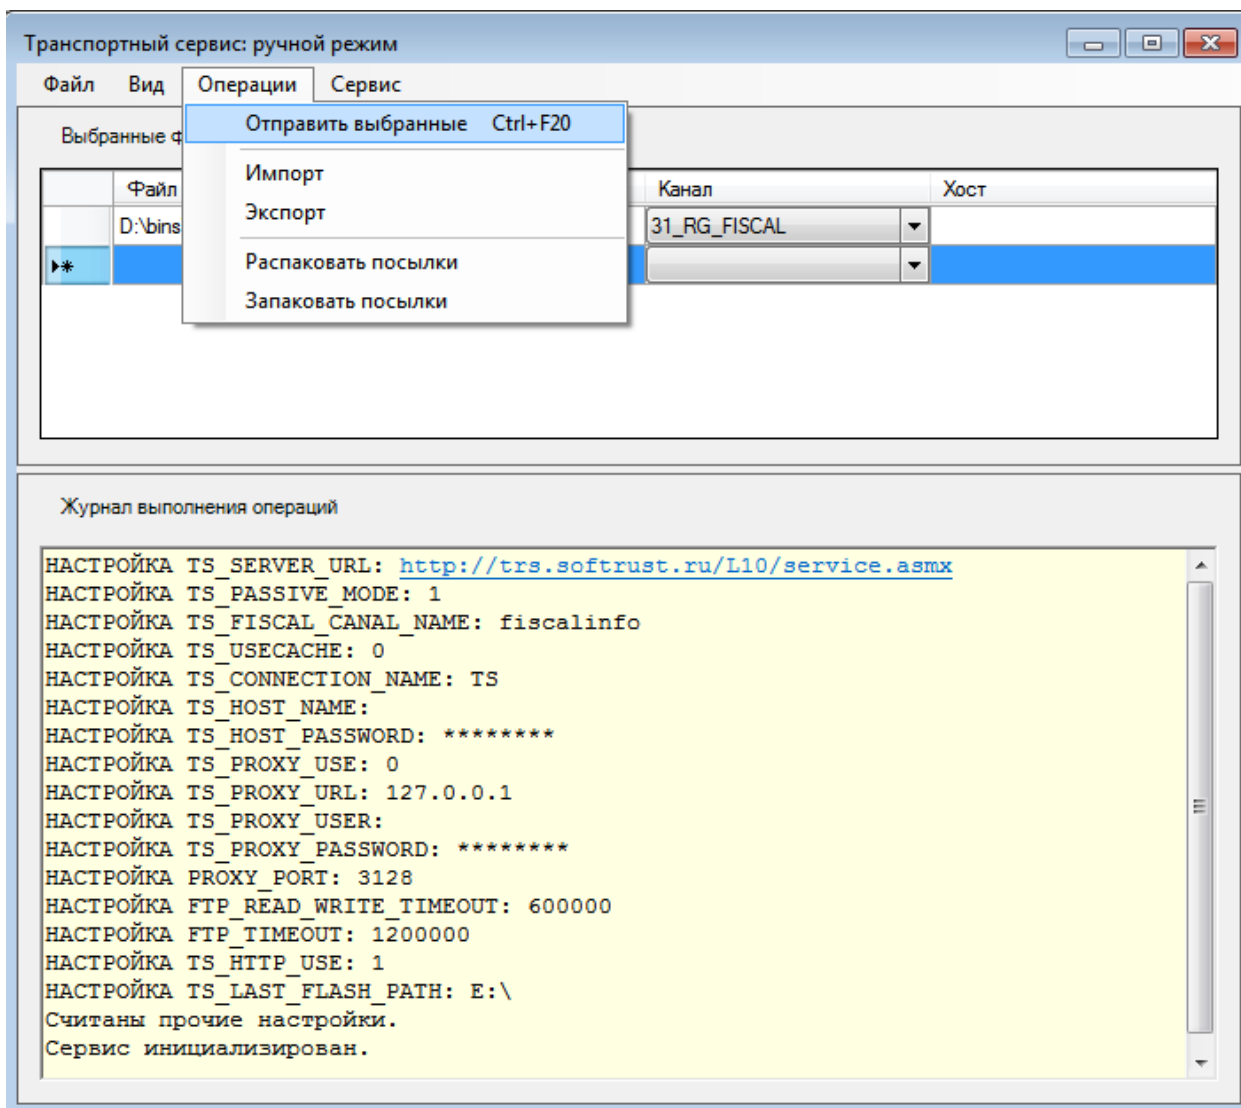 Транспортный сервис: ручной режим
Файл Вид Операции Сервис
Отправить выбранные Ctrl+F20
Выбранные
Импорт
Экспорт
Распаковать посылки
Запаковать посылки
Файл Канал Хост
D:\bins 31_RG_FISCAL
Журнал выполнения операций
НАСТРОЙКА TS_SERVER_URL: http://trs.softrust.ru/L10/service.asmx
НАСТРОЙКА TS_PASSIVE_MODE: 1
НАСТРОЙКА TS_FISCAL_CANAL_NAME: fiscalinfo
НАСТРОЙКА TS_USECACHE: 0
НАСТРОЙКА TS_CONNECTION_NAME: TS
НАСТРОЙКА TS_HOST_NAME:
НАСТРОЙКА TS_HOST_PASSWORD: ********
НАСТРОЙКА TS_PROXY_USE: 0
НАСТРОЙКА TS_PROXY_URL: 127.0.0.1
НАСТРОЙКА TS_PROXY_USER:
НАСТРОЙКА TS_PROXY_PASSWORD: ********
НАСТРОЙКА PROXY_PORT: 3128
НАСТРОЙКА FTP_READ_WRITE_TIMEOUT: 600000
НАСТРОЙКА FTP_TIMEOUT: 1200000
НАСТРОЙКА TS_HTTP_USE: 1
НАСТРОЙКА TS_LAST_FLASH_PATH: E:\
Считаны прочие настройки.
Сервис инициализирован.